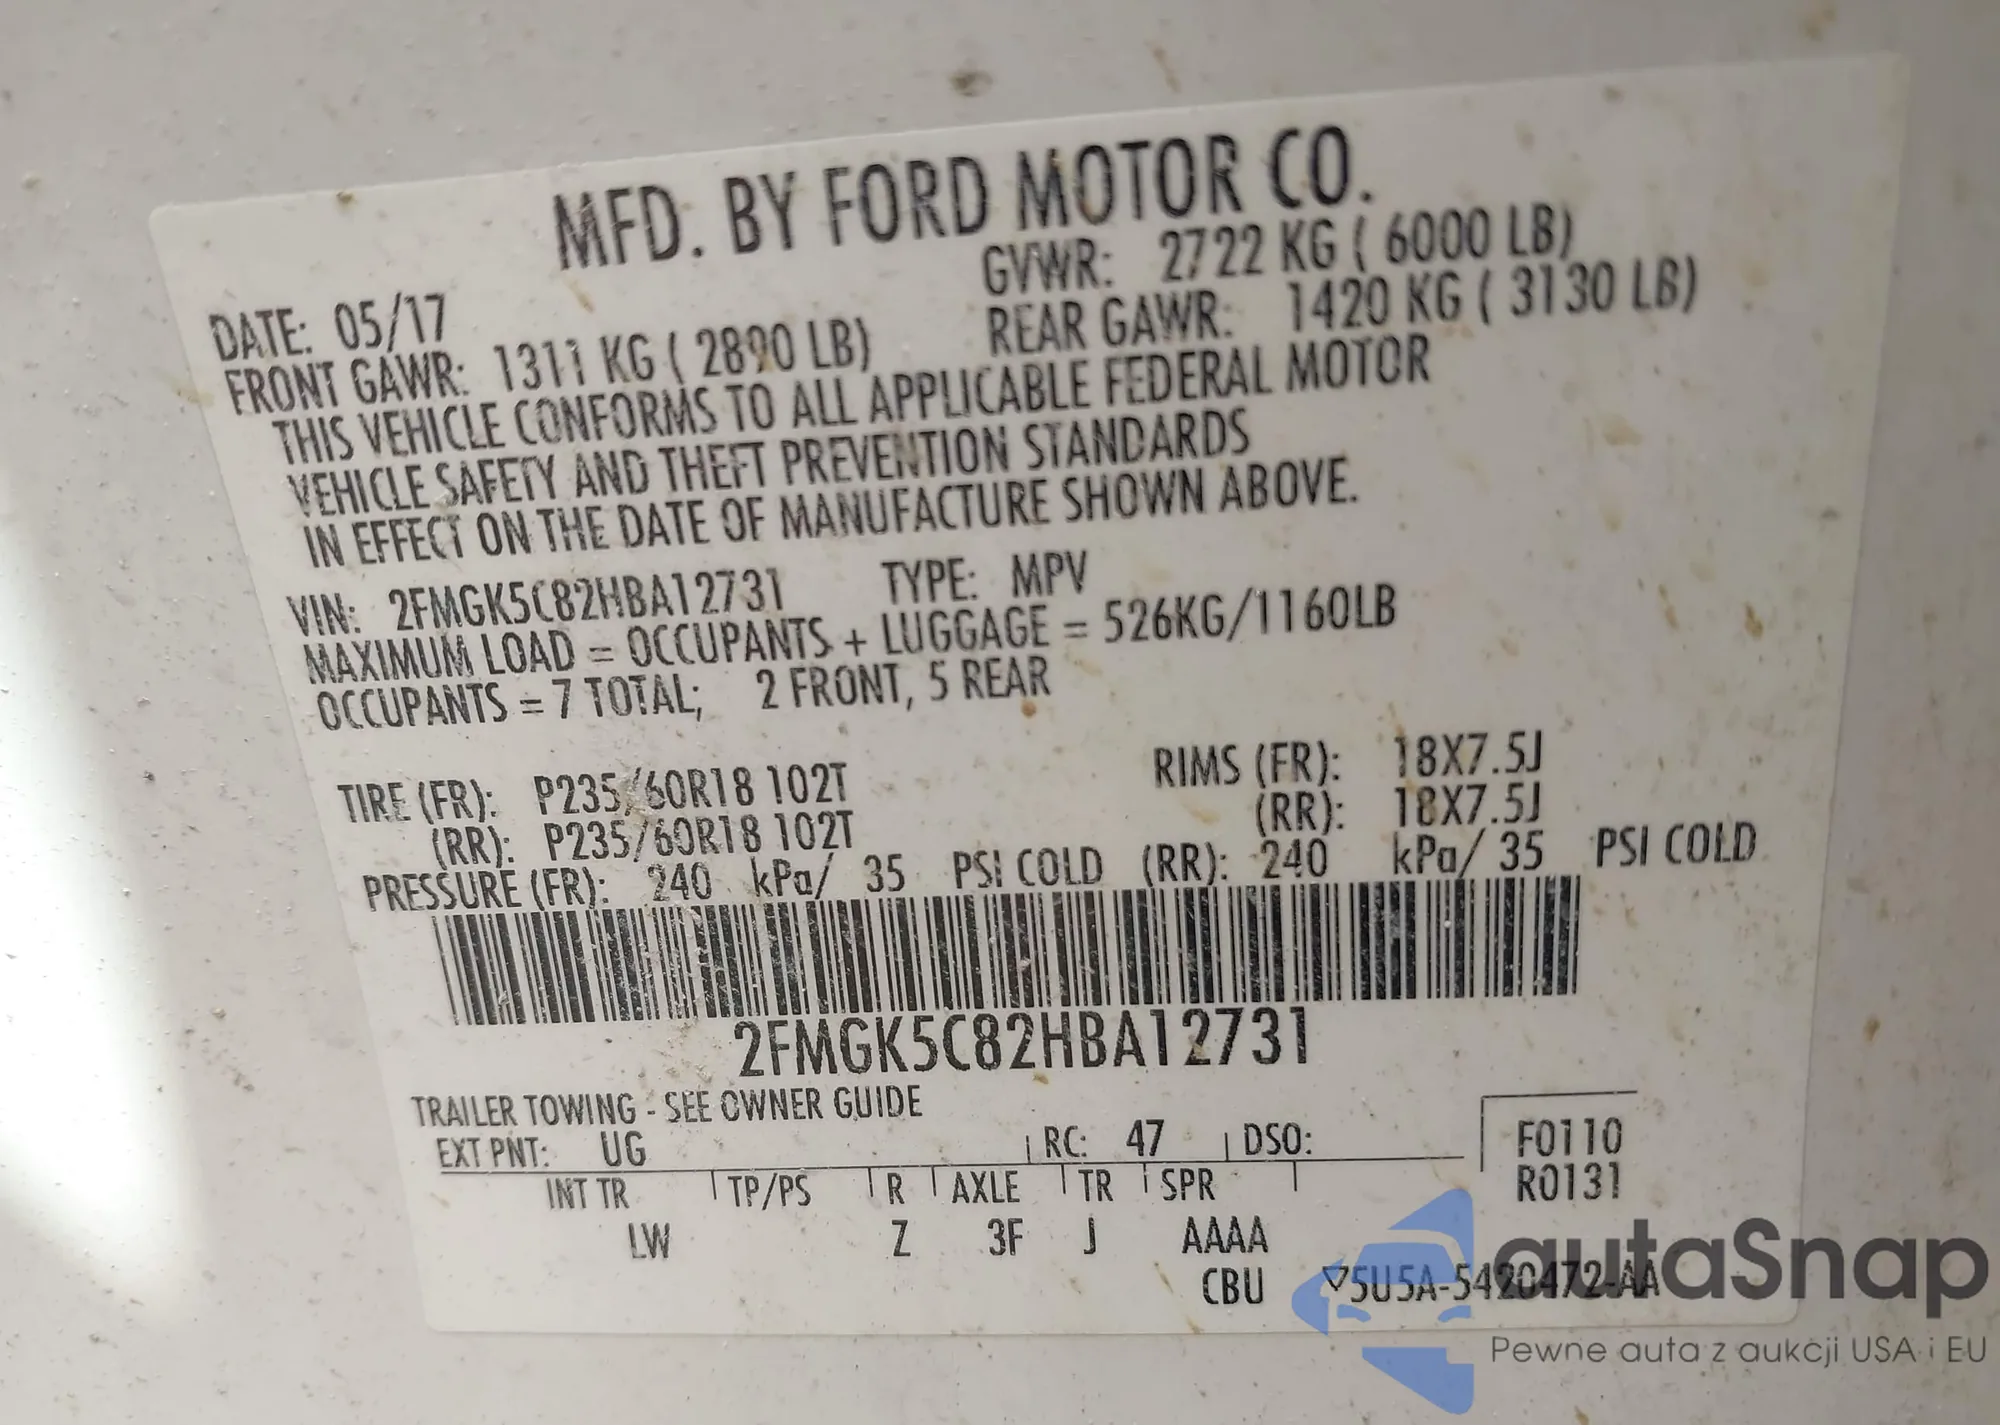 MFD. BY FORD MOTOR CO.
DATE: 05/17 GVWR: 2722 KG ( 6000 LB)
FRONT GAWR: 1311 KG ( 2890 LB) REAR GAWR: 1420 KG ( 3130 LB)
THIS VEHICLE CONFORMS TO ALL APPLICABLE FEDERAL MOTOR
VEHICLE SAFETY AND THEFT PREVENTION STANDARDS
IN EFFECT ON THE DATE OF MANUFACTURE SHOWN ABOVE.
VIN: 2FMGK5C82HBA12731 TYPE: MPV
MAXIMUM LOAD = OCCUPANTS + LUGGAGE = 526KG/1160LB
OCCUPANTS = 7 TOTAL; 2 FRONT, 5 REAR
TIRE (FR): P235/60R18 102T RIMS (FR): 18X7.5J
(RR): P235/60R18 102T (RR): 18X7.5J
PRESSURE (FR): 240 kPa/ 35 PSI COLD (RR): 240 kPa/ 35 PSI COLD
2FMGK5C82HBA12731
TRAILER TOWING - SEE OWNER GUIDE
EXT PNT: UG RC: 47 DSO: F0110
INT TR TP/PS R AXLE TR SPR R0131
LW Z 3F J AAAA
CBU ▽5U5A-5420472-AA
autaSnap
Pewne auta z aukcji USA i EU